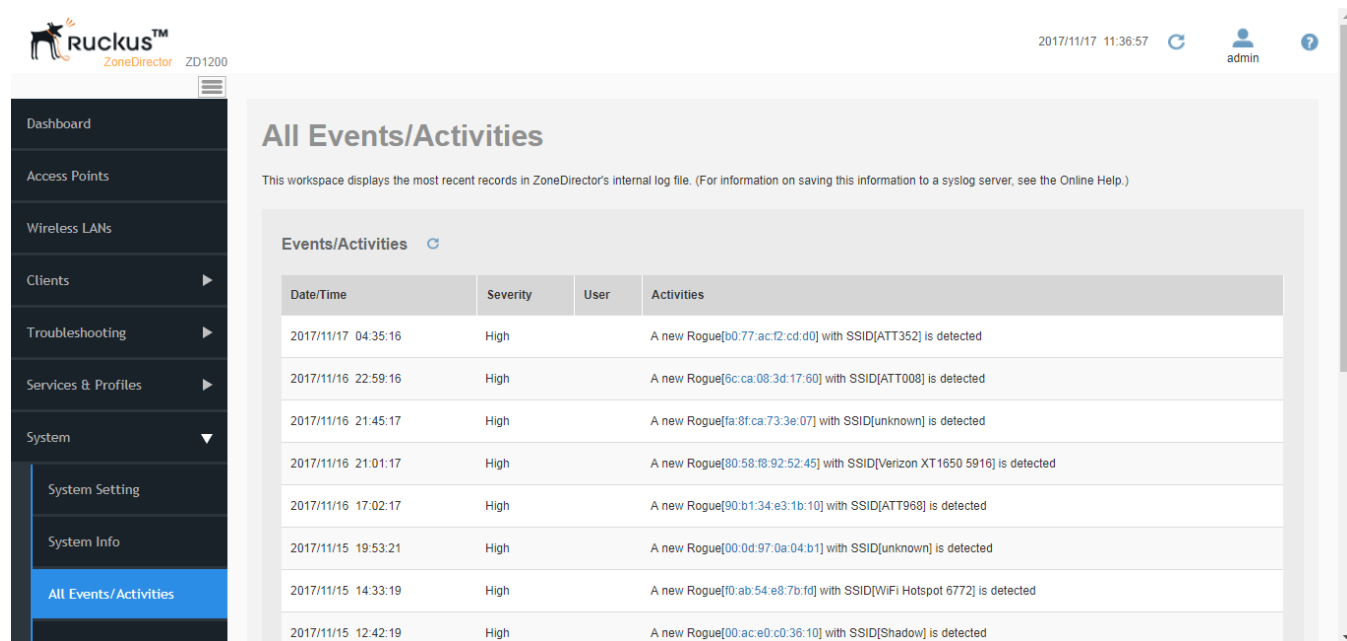 RUCKUS™
ZoneDirector ZD1200
2017/11/17 11:36:57
admin
?
Dashboard
Access Points
Wireless LANs
Clients
Troubleshooting
Services & Profiles
System
System Setting
System Info
All Events/Activities
All Events/Activities
This workspace displays the most recent records in ZoneDirector's internal log file. (For information on saving this information to a syslog server, see the Online Help.)
Events/Activities
Date/Time Severity User Activities
2017/11/17 04:35:16 High A new Rogue[b0:77:ac:f2:cd:d0] with SSID[ATT352] is detected
2017/11/16 22:59:16 High A new Rogue[6c:ca:08:3d:17:60] with SSID[ATT008] is detected
2017/11/16 21:45:17 High A new Rogue[fa:8f:ca:73:3e:07] with SSID[unknown] is detected
2017/11/16 21:01:17 High A new Rogue[80:58:f8:92:52:45] with SSID[Verizon XT1650 5916] is detected
2017/11/16 17:02:17 High A new Rogue[90:b1:34:e3:1b:10] with SSID[ATT968] is detected
2017/11/15 19:53:21 High A new Rogue[00:0d:97:0a:04:b1] with SSID[unknown] is detected
2017/11/15 14:33:19 High A new Rogue[f0:ab:54:e8:7b:fd] with SSID[WiFi Hotspot 6772] is detected
2017/11/15 12:42:19 High A new Rogue[00:ac:e0:c0:36:10] with SSID[Shadow] is detected